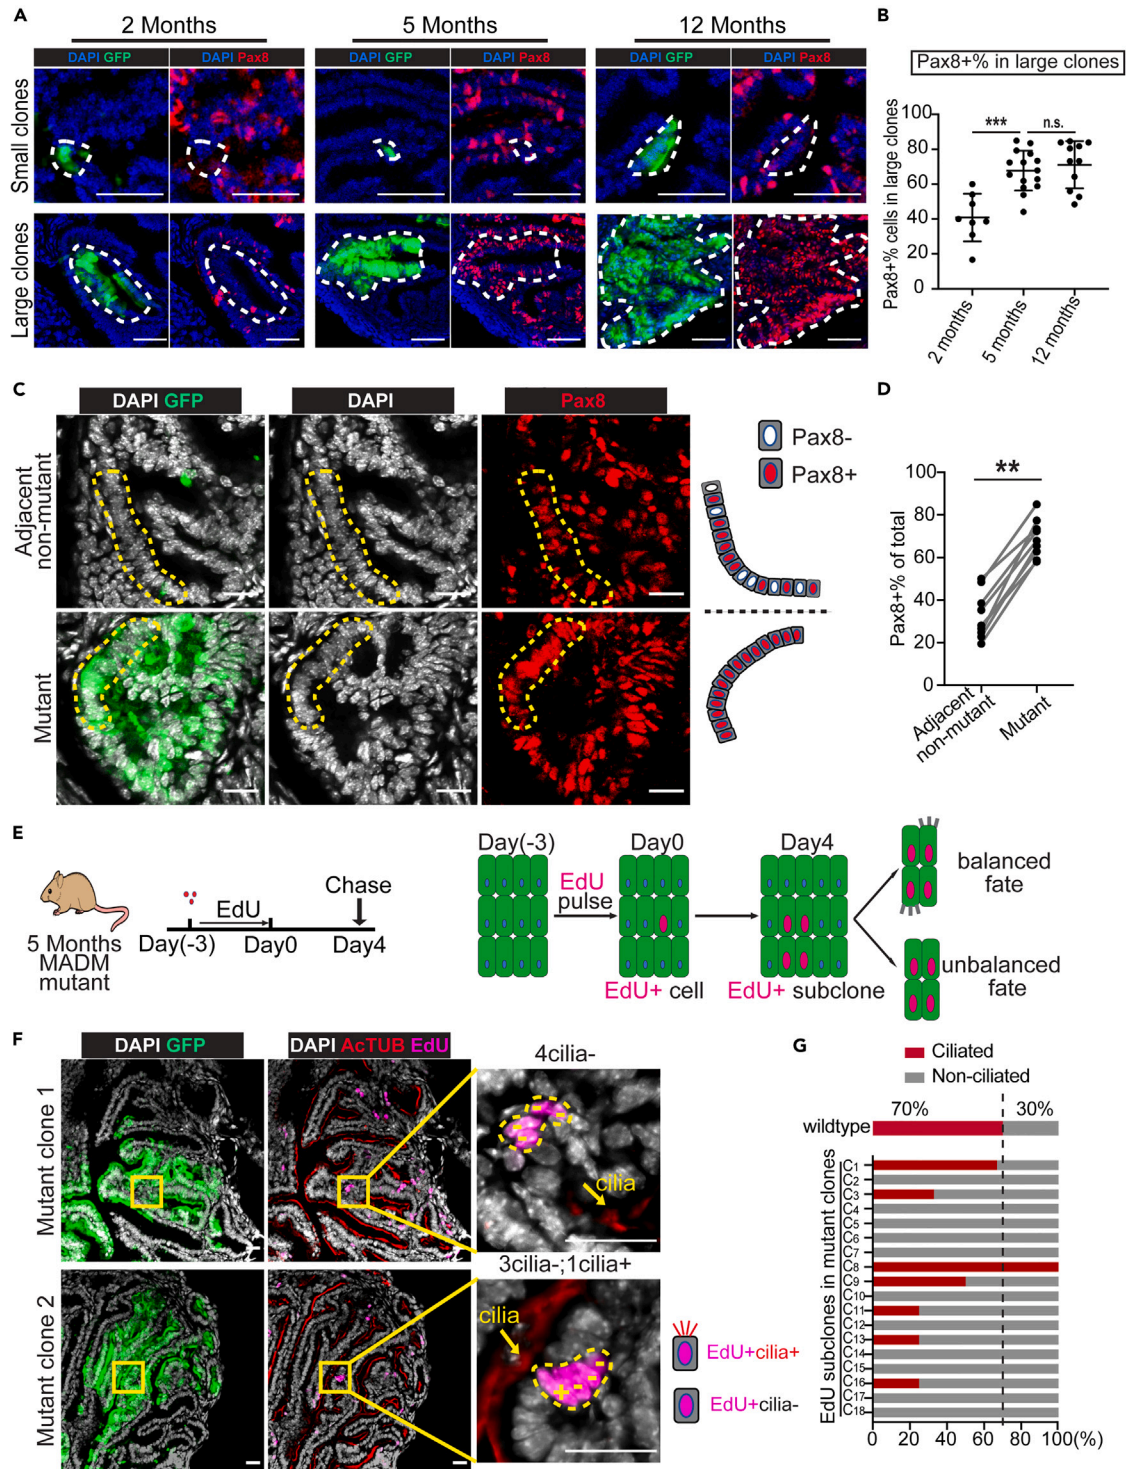 A
2 Months
5 Months
12 Months
DAPI GFP
DAPI Pax8
DAPI GFP
DAPI Pax8
DAPI GFP
DAPI Pax8
Small clones
Large clones
B
Pax8+% in large clones
Pax8+% cells in large clones
100
80
60
40
20
0
***
n.s.
2 months
5 months
12 months
C
DAPI GFP
DAPI
Pax8
Adjacent
non-mutant
Mutant
Pax8-
Pax8+
D
Pax8+% of total
100
80
60
40
20
0
**
Adjacent
non-mutant
Mutant
E
5 Months
MADM
mutant
EdU
Chase
Day(-3)
Day0
Day4
Day(-3)
Day0
Day4
EdU
pulse
EdU+ cell
EdU+ subclone
balanced
fate
unbalanced
fate
F
DAPI GFP
DAPI AcTUB EdU
4cilia-
Mutant clone 1
cilia
3cilia-;1cilia+
Mutant clone 2
cilia
EdU+cilia+
EdU+cilia-
G
Ciliated
Non-ciliated
70%
30%
wildtype
EdU subclones in mutant clones
C1
C2
C3
C4
C5
C6
C7
C8
C9
C10
C11
C12
C13
C14
C15
C16
C17
C18
0
20
40
60
80
100(%)